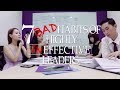 7 BAD HABITS OF
HIGHLY
INEFFECTIVE
LEADERS